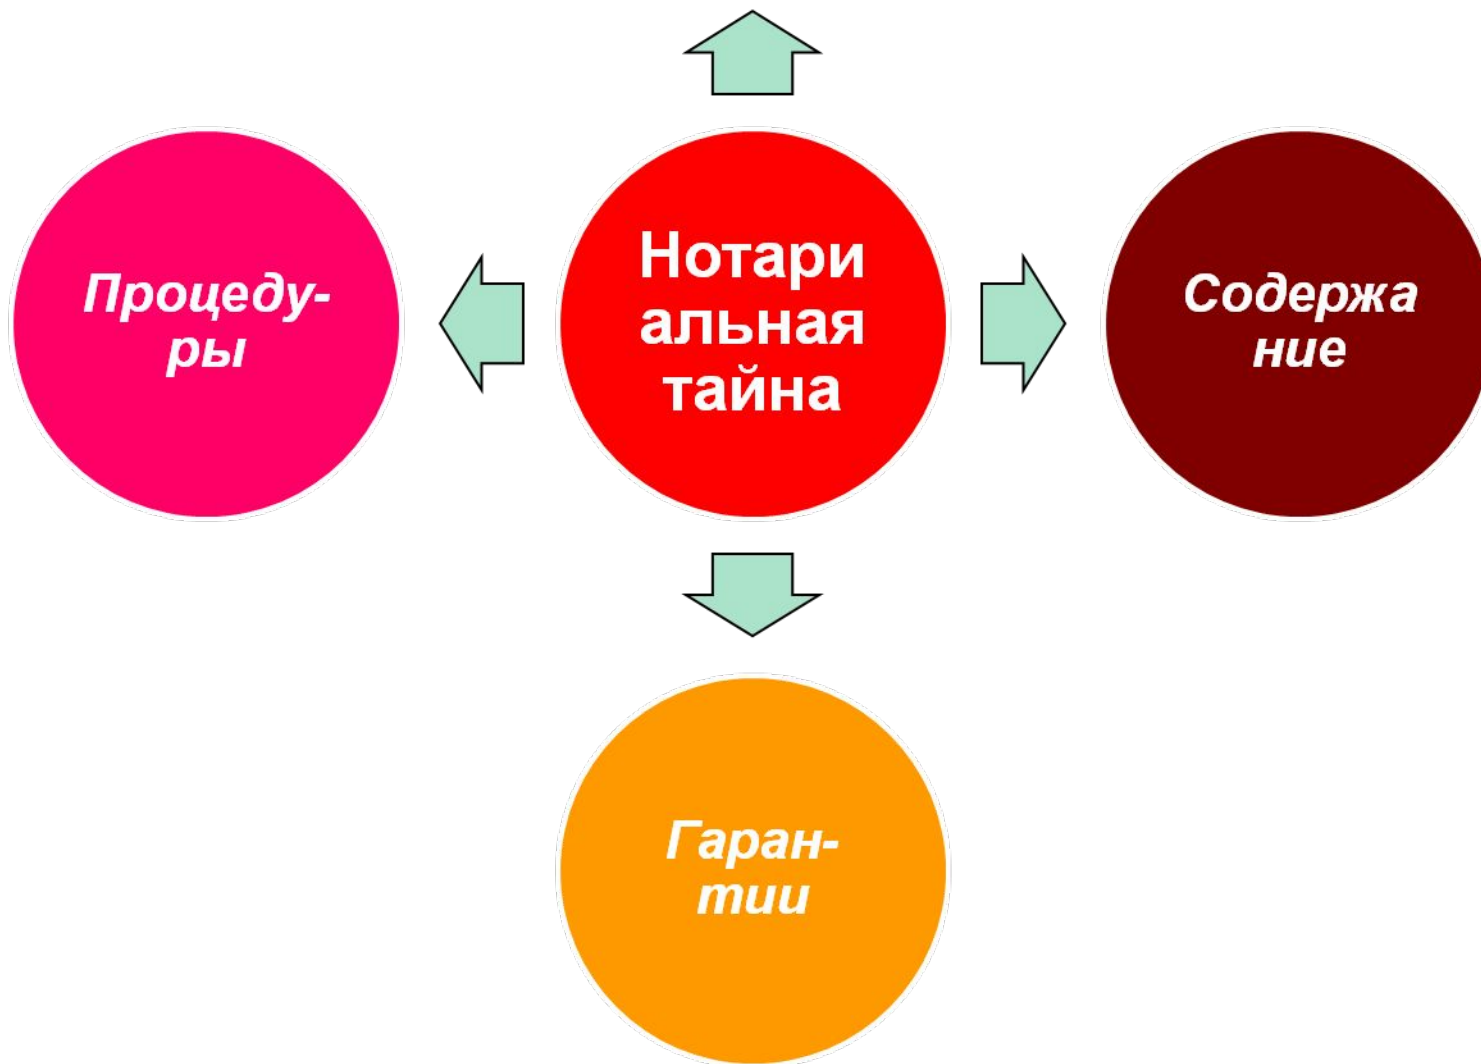 Процеду-
ры
Нотари
альная
тайна
Содержа
ние
Гаран-
тии